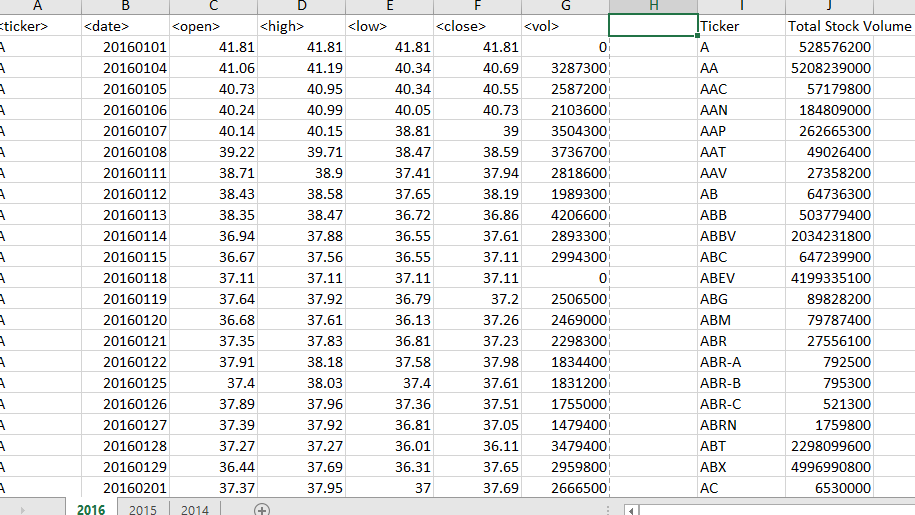 A B C D E F G H I J
<ticker> <date> <open> <high> <low> <close> <vol> Ticker Total Stock Volume
A 20160101 41.81 41.81 41.81 41.81 0 A 528576200
A 20160104 41.06 41.19 40.34 40.69 3287300 AA 5208239000
A 20160105 40.73 40.95 40.34 40.55 2587200 AAC 57179800
A 20160106 40.24 40.99 40.05 40.73 2103600 AAN 184809000
A 20160107 40.14 40.15 38.81 39 3504300 AAP 262665300
A 20160108 39.22 39.71 38.47 38.59 3736700 AAT 49026400
A 20160111 38.71 38.9 37.41 37.94 2818600 AAV 27358200
A 20160112 38.43 38.58 37.65 38.19 1989300 AB 64736300
A 20160113 38.35 38.47 36.72 36.86 4206600 ABB 503779400
A 20160114 36.94 37.88 36.55 37.61 2893300 ABBV 2034231800
A 20160115 36.67 37.56 36.55 37.11 2994300 ABC 647239900
A 20160118 37.11 37.11 37.11 37.11 0 ABEV 4199335100
A 20160119 37.64 37.92 36.79 37.2 2506500 ABG 89828200
A 20160120 36.68 37.61 36.13 37.26 2469000 ABM 79787400
A 20160121 37.35 37.83 36.81 37.23 2298300 ABR 27556100
A 20160122 37.91 38.18 37.58 37.98 1834400 ABR-A 792500
A 20160125 37.4 38.03 37.4 37.61 1831200 ABR-B 795300
A 20160126 37.89 37.96 37.36 37.51 1755000 ABR-C 521300
A 20160127 37.39 37.92 36.81 37.05 1479400 ABRN 1759800
A 20160128 37.27 37.27 36.01 36.11 3479400 ABT 2298099600
A 20160129 36.44 37.69 36.31 37.65 2959800 ABX 4996990800
A 20160201 37.37 37.95 37 37.69 2666500 AC 6530000
2016 2015 2014